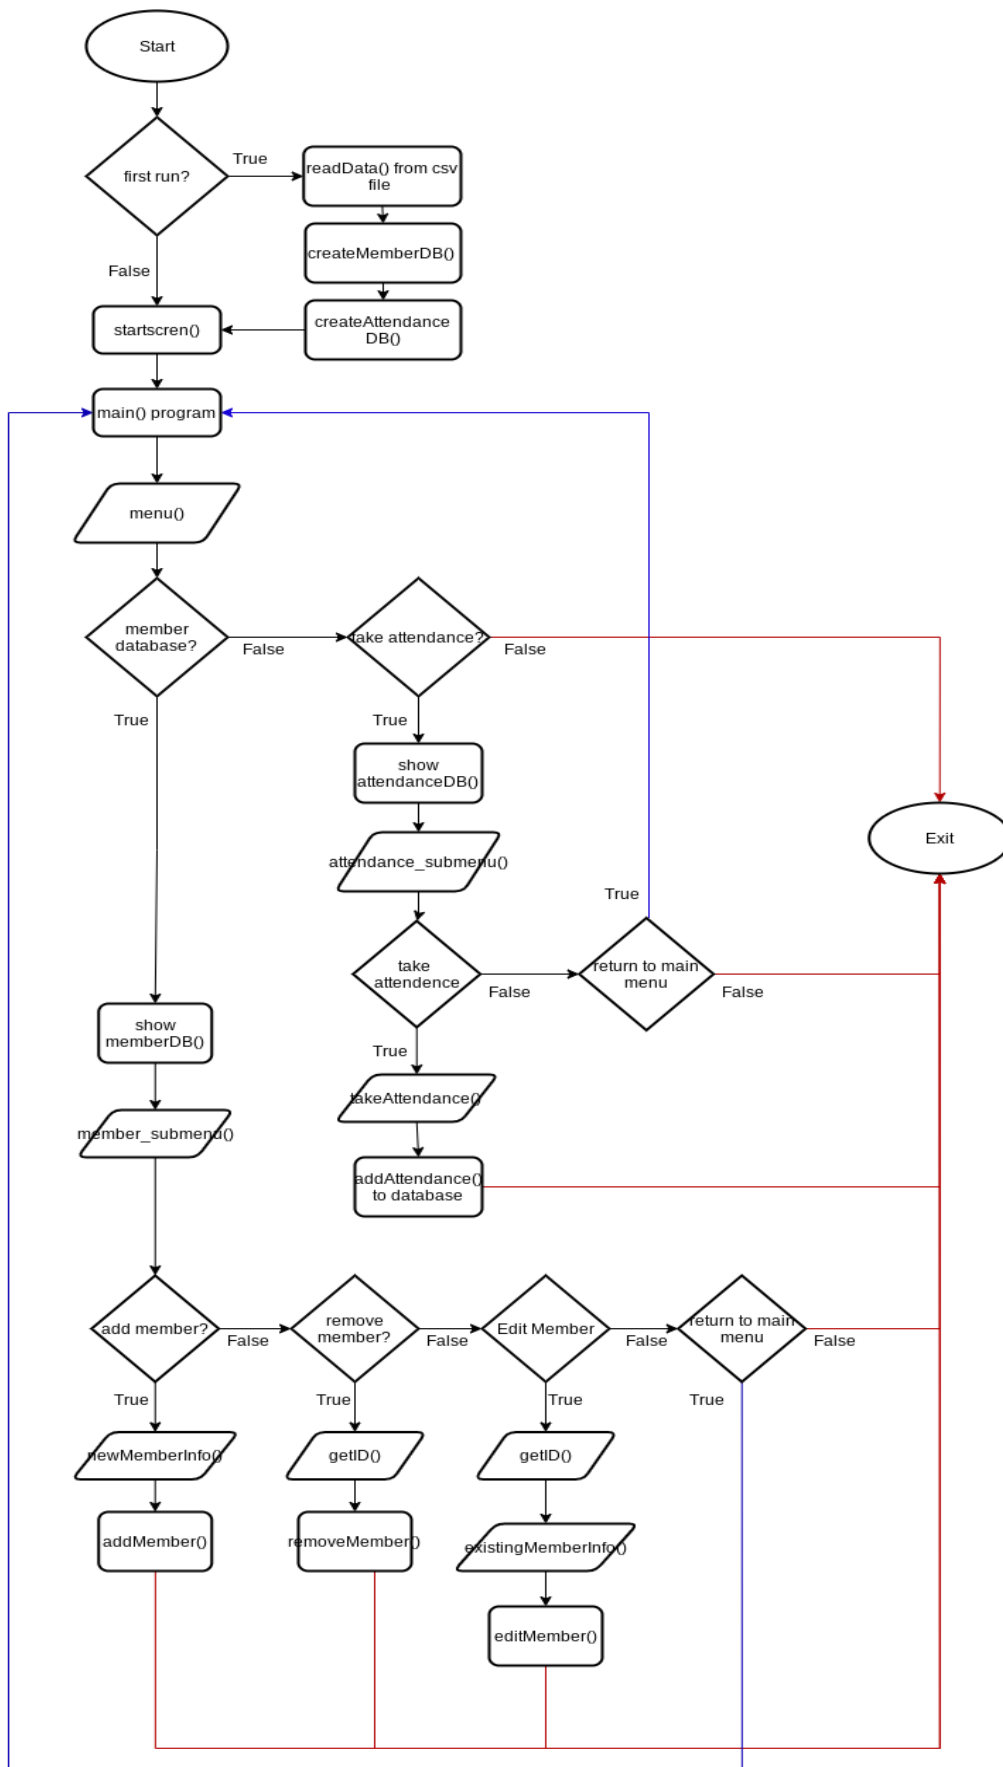 Start
first run?
True
readData() from csv
file
createMemberDB()
False
createAttendance
DB()
startscren()
main() program
menu()
member
database?
False
take attendance?
False
True
True
show
attendanceDB()
attendance_submenu()
Exit
True
take
attendence
False
return to main
menu
False
show
memberDB()
True
takeAttendance()
member_submenu()
addAttendance()
to database
add member?
False
remove
member?
False
Edit Member
False
return to main
menu
False
True
True
True
True
newMemberInfo()
getID()
getID()
addMember()
removeMember()
existingMemberInfo()
editMember()